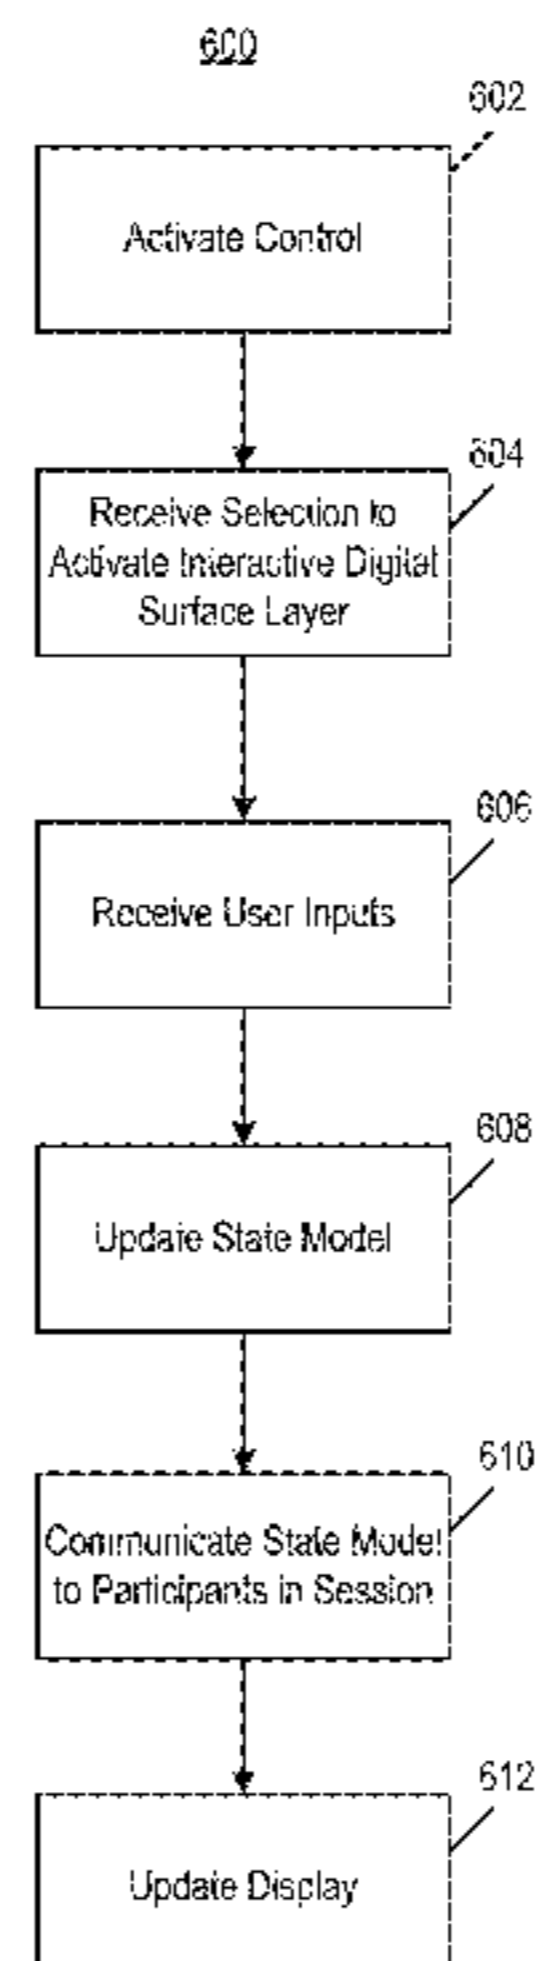 600
602
Activate Control
604
Receive Selection to
Activate Interactive Digital
Surface Layer
606
Receive User Inputs
608
Update State Model
610
Communicate State Model
to Participants in Session
612
Update Display